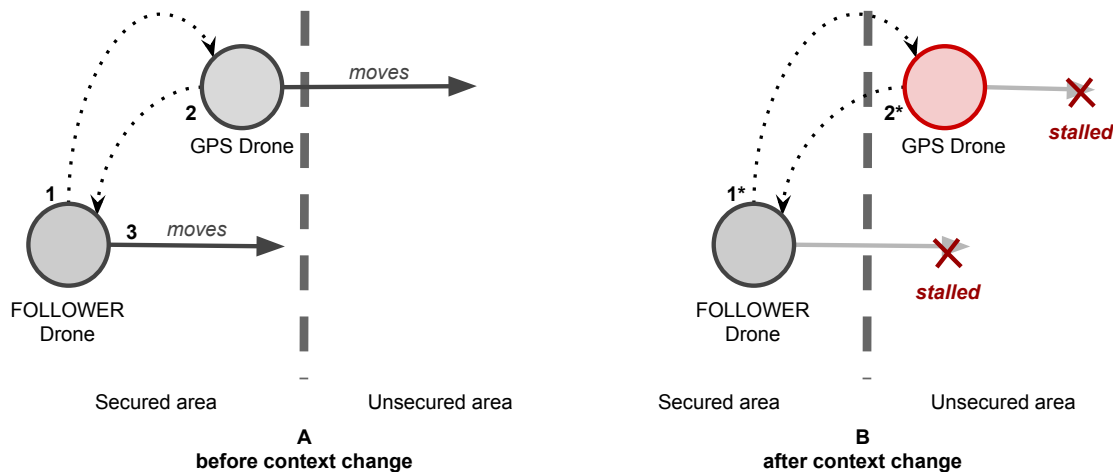 moves
2
GPS Drone
1
3
moves
FOLLOWER
Drone
Secured area
Unsecured area
A
before context change
2*
GPS Drone
stalled
1*
stalled
FOLLOWER
Drone
Secured area
Unsecured area
B
after context change